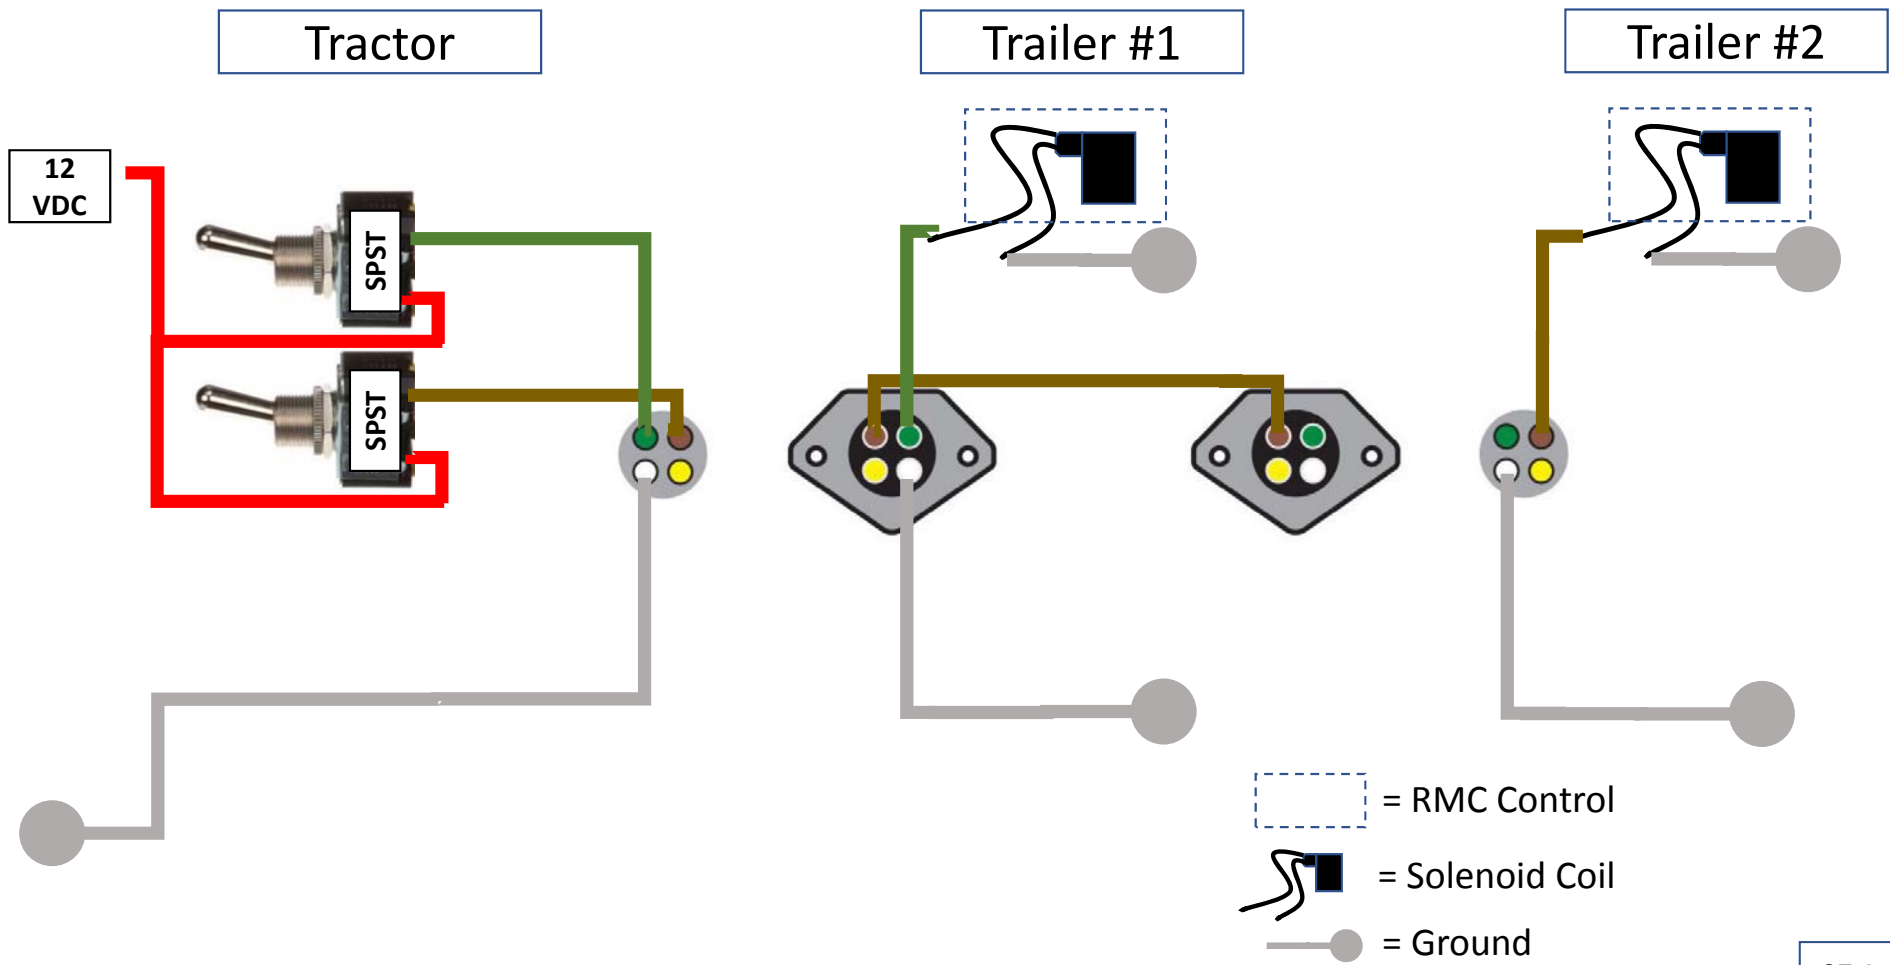 Tractor
Trailer #1
Trailer #2
12
VDC
SPST
SPST
= RMC Control
= Solenoid Coil
= Ground